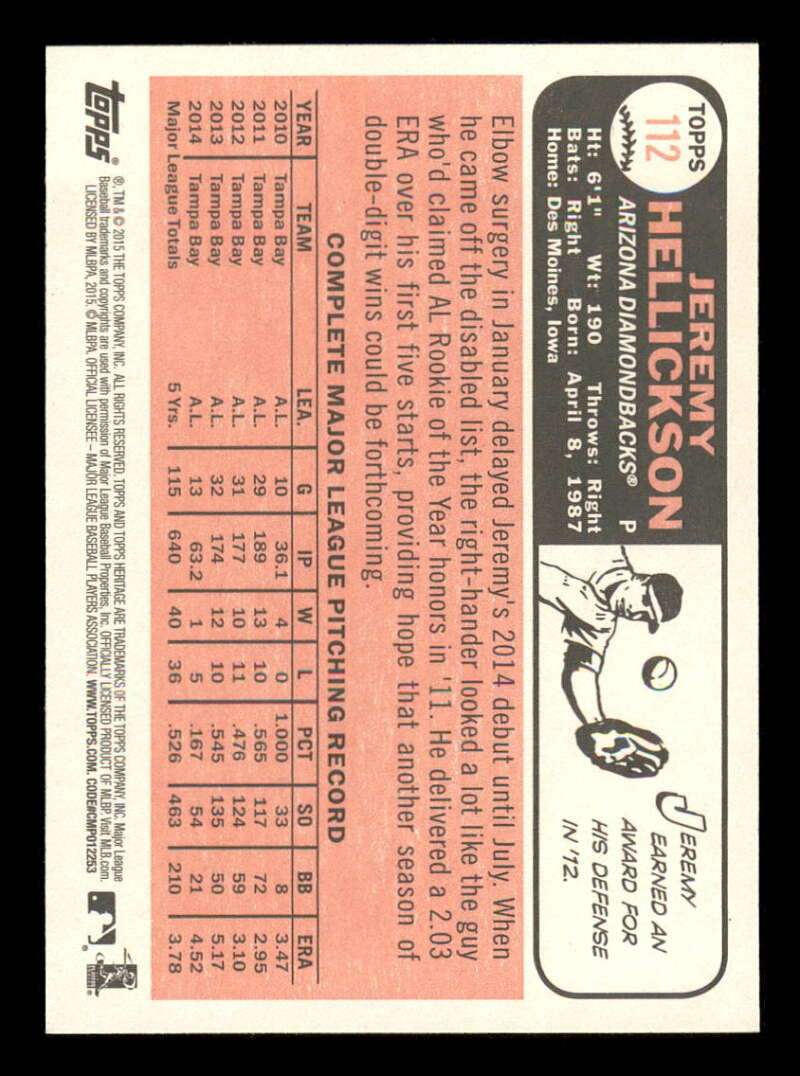 TOPPS
112
JEREMY
HELLICKSON
ARIZONA DIAMONDBACKS® P
Ht: 6'1" Wt: 190 Throws: Right
Bats: Right Born: April 8, 1987
Home: Des Moines, Iowa
JEREMY
EARNED AN
AWARD FOR
HIS DEFENSE
IN '12.
Elbow surgery in January delayed Jeremy's 2014 debut until July. When
he came off the disabled list, the right-hander looked a lot like the guy
who'd claimed AL Rookie of the Year honors in '11. He delivered a 2.03
ERA over his first five starts, providing hope that another season of
double-digit wins could be forthcoming.
COMPLETE MAJOR LEAGUE PITCHING RECORD
YEAR TEAM LEA. G IP W L PCT SO BB ERA
2010 Tampa Bay A.L. 10 36.1 4 0 1.000 33 8 3.47
2011 Tampa Bay A.L. 29 189 13 10 .565 117 72 2.95
2012 Tampa Bay A.L. 31 177 10 11 .476 124 59 3.10
2013 Tampa Bay A.L. 32 174 12 10 .545 135 50 5.17
2014 Tampa Bay A.L. 13 63.2 1 5 .167 54 21 4.52
Major League Totals 5 Yrs. 115 640 40 36 .526 463 210 3.78
topps®
®, TM & © 2015 THE TOPPS COMPANY, INC. ALL RIGHTS RESERVED. TOPPS AND TOPPS HERITAGE ARE TRADEMARKS OF THE TOPPS COMPANY, INC. Major League
Baseball trademarks and copyrights are used with permission of Major League Baseball Properties, Inc. OFFICIALLY LICENSED PRODUCT OF MLBP. Visit MLB.com.
LICENSED BY MLBPA, 2015. © MLBPA. OFFICIAL LICENSEE – MAJOR LEAGUE BASEBALL PLAYERS ASSOCIATION. WWW.TOPPS.COM. CODE#CMP012253